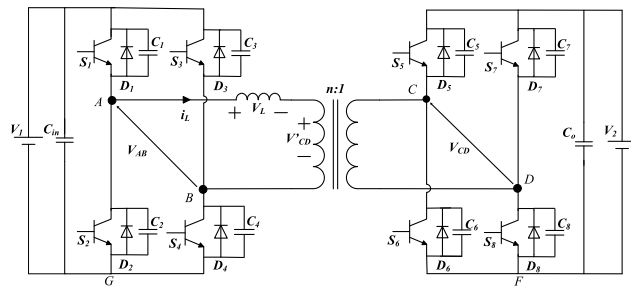 S1 D1 C1
S3 D3 C3
n:1
S5 D5 C5
S7 D7 C7
V1
Cin
A
iL
+ VL −
+ V'CD −
VAB
B
C
VCD
D
Co
V2
S2 D2 C2
S4 D4 C4
S6 D6 C6
S8 D8 C8
G
F